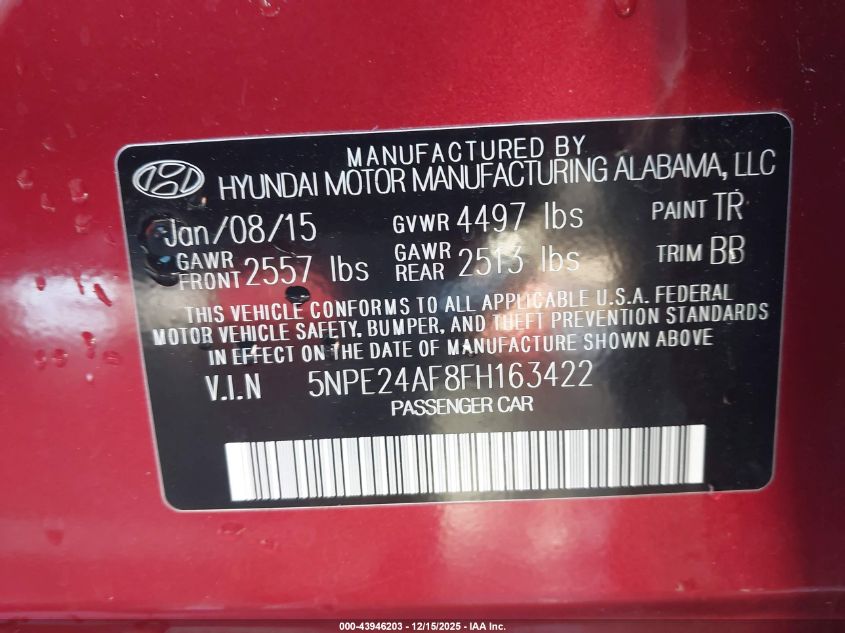 MANUFACTURED BY
HYUNDAI MOTOR MANUFACTURING ALABAMA, LLC
Jan/08/15 GVWR 4497 lbs PAINT TR
GAWR FRONT 2557 lbs GAWR REAR 2513 lbs TRIM BB
THIS VEHICLE CONFORMS TO ALL APPLICABLE U.S.A. FEDERAL
MOTOR VEHICLE SAFETY, BUMPER, AND THEFT PREVENTION STANDARDS
IN EFFECT ON THE DATE OF MANUFACTURE SHOWN ABOVE
V.I.N 5NPE24AF8FH163422
PASSENGER CAR
000-43946203 - 12/15/2025 - IAA Inc.